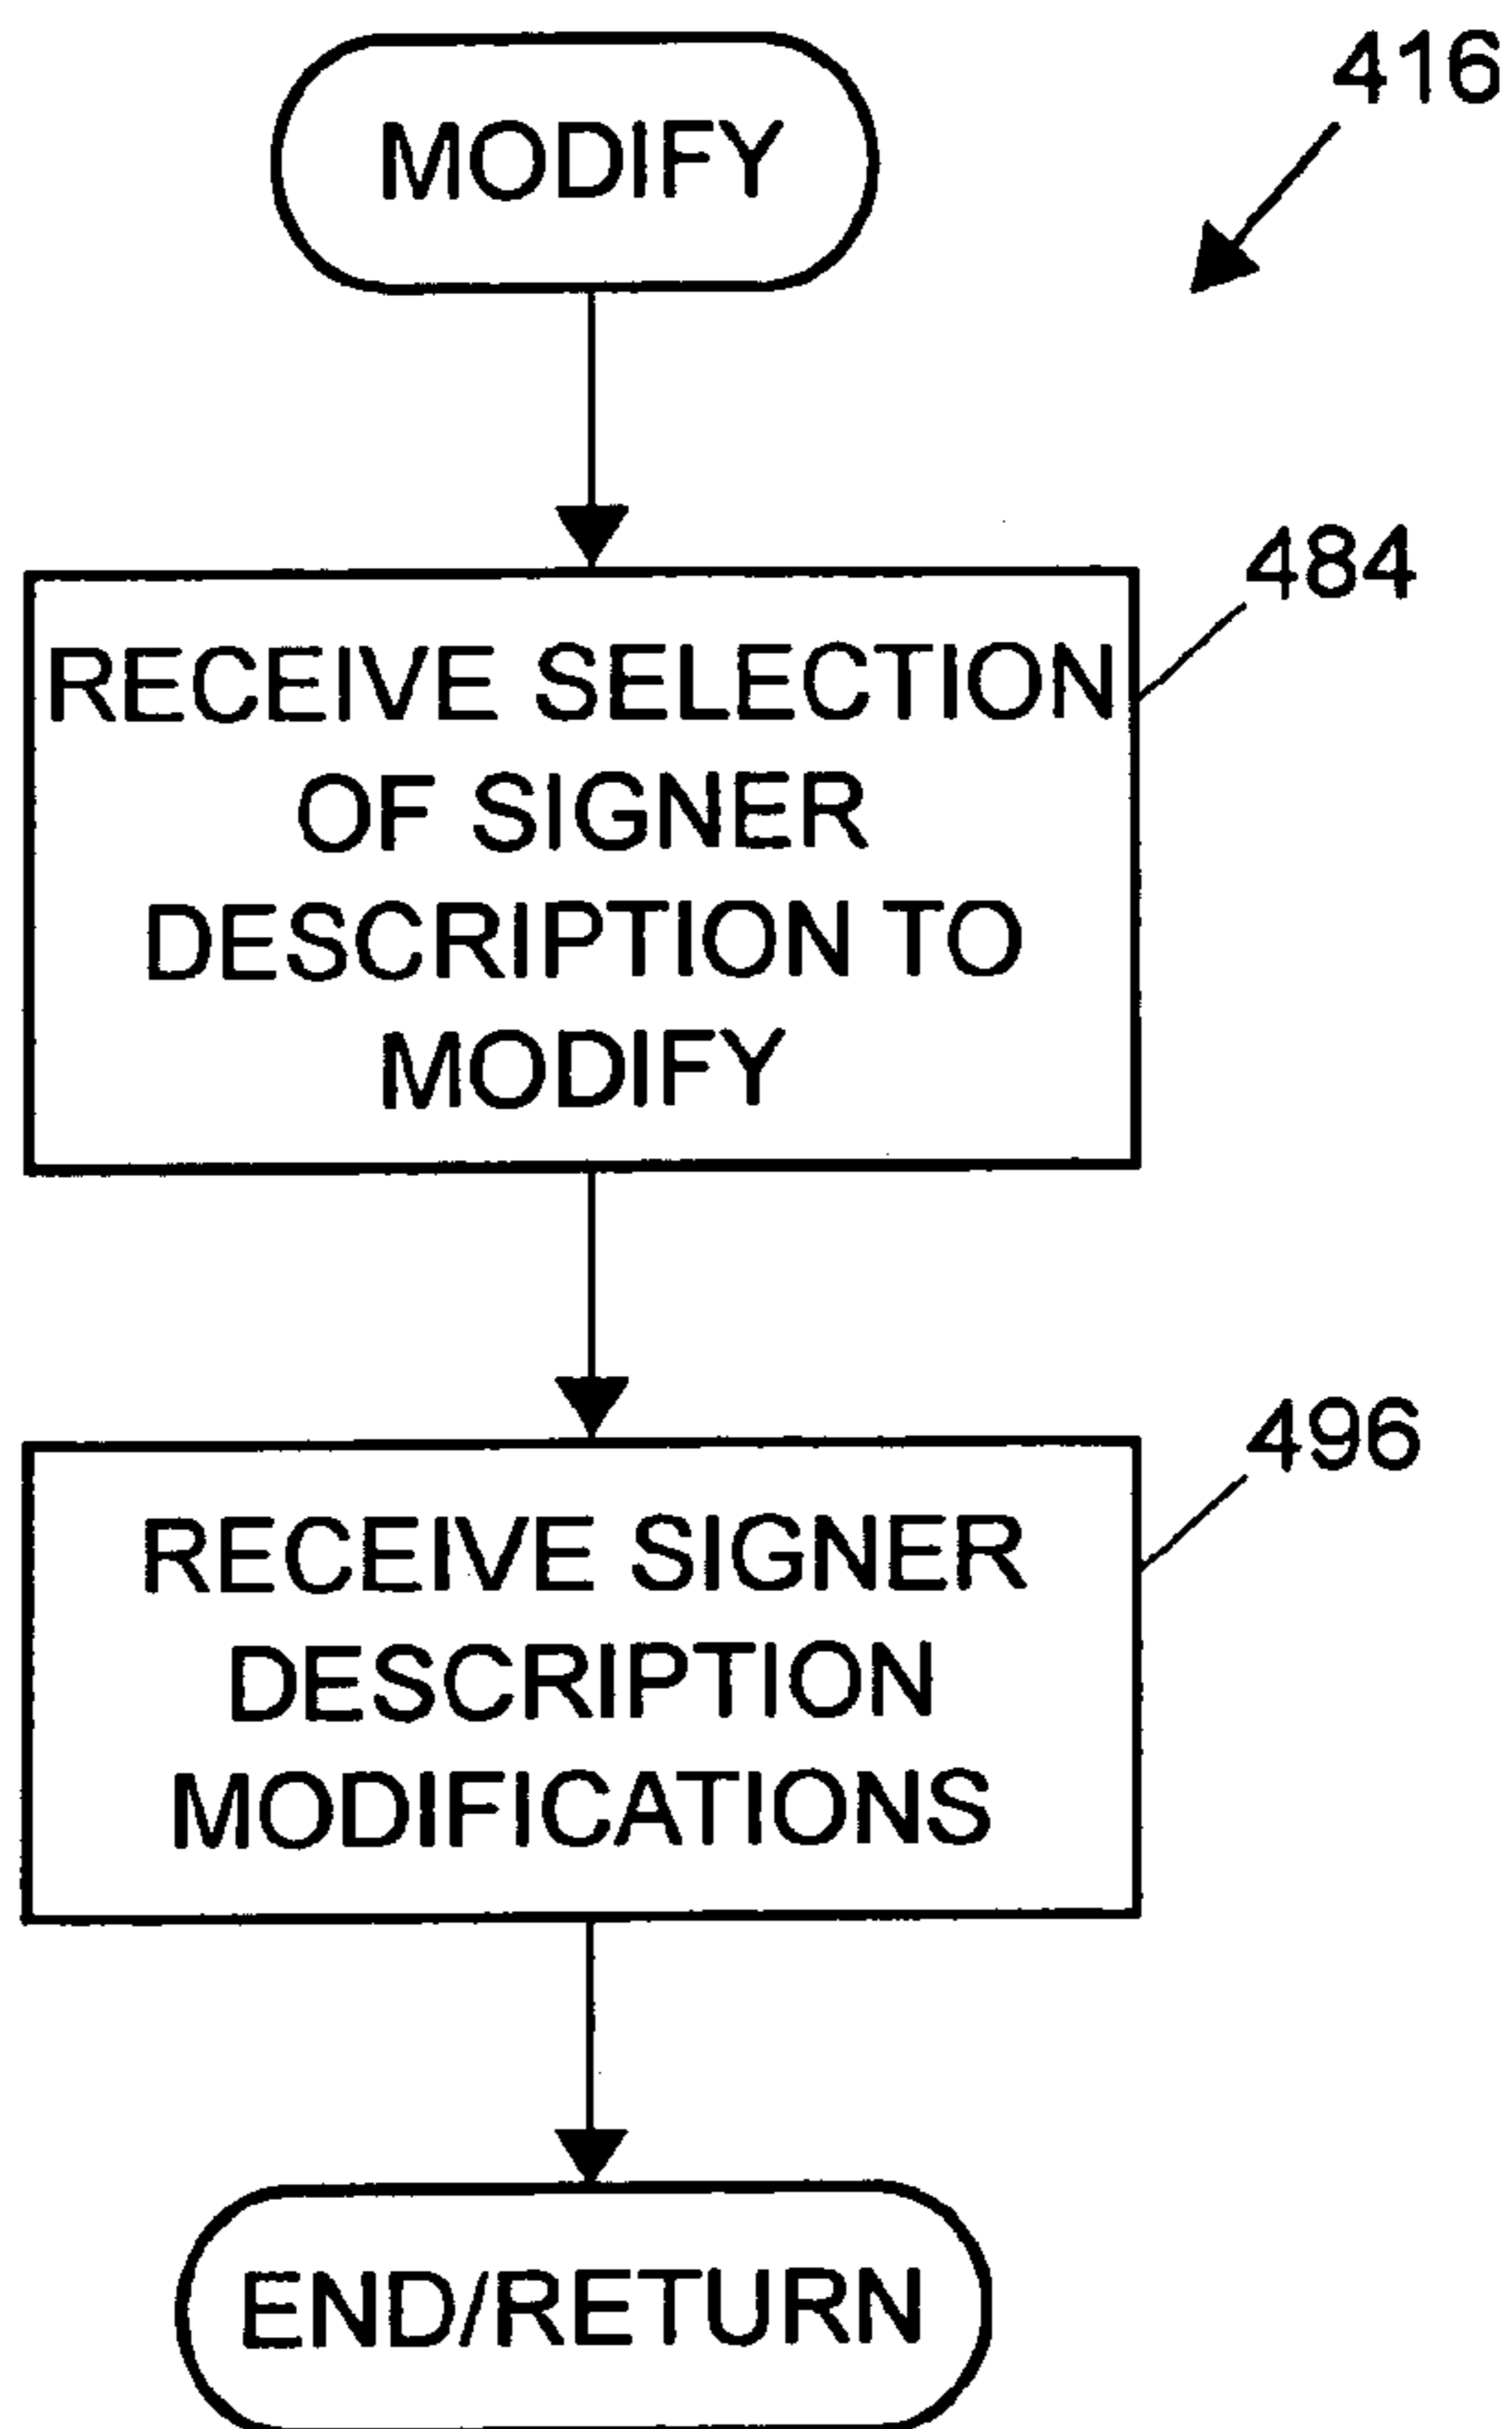 416
MODIFY
484
RECEIVE SELECTION
OF SIGNER
DESCRIPTION TO
MODIFY
496
RECEIVE SIGNER
DESCRIPTION
MODIFICATIONS
END/RETURN